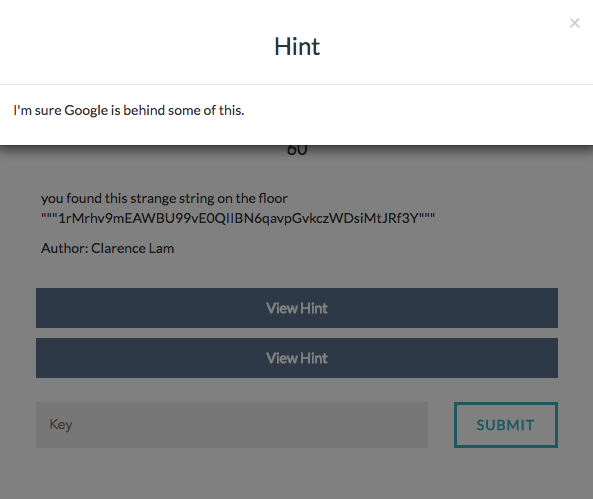 ×
Hint
I'm sure Google is behind some of this.
60
you found this strange string on the floor
"""1rMrhv9mEAWBU99vE0QIIBN6qavpGvkczWDsiMtJRf3Y"""
Author: Clarence Lam
View Hint
View Hint
Key
SUBMIT